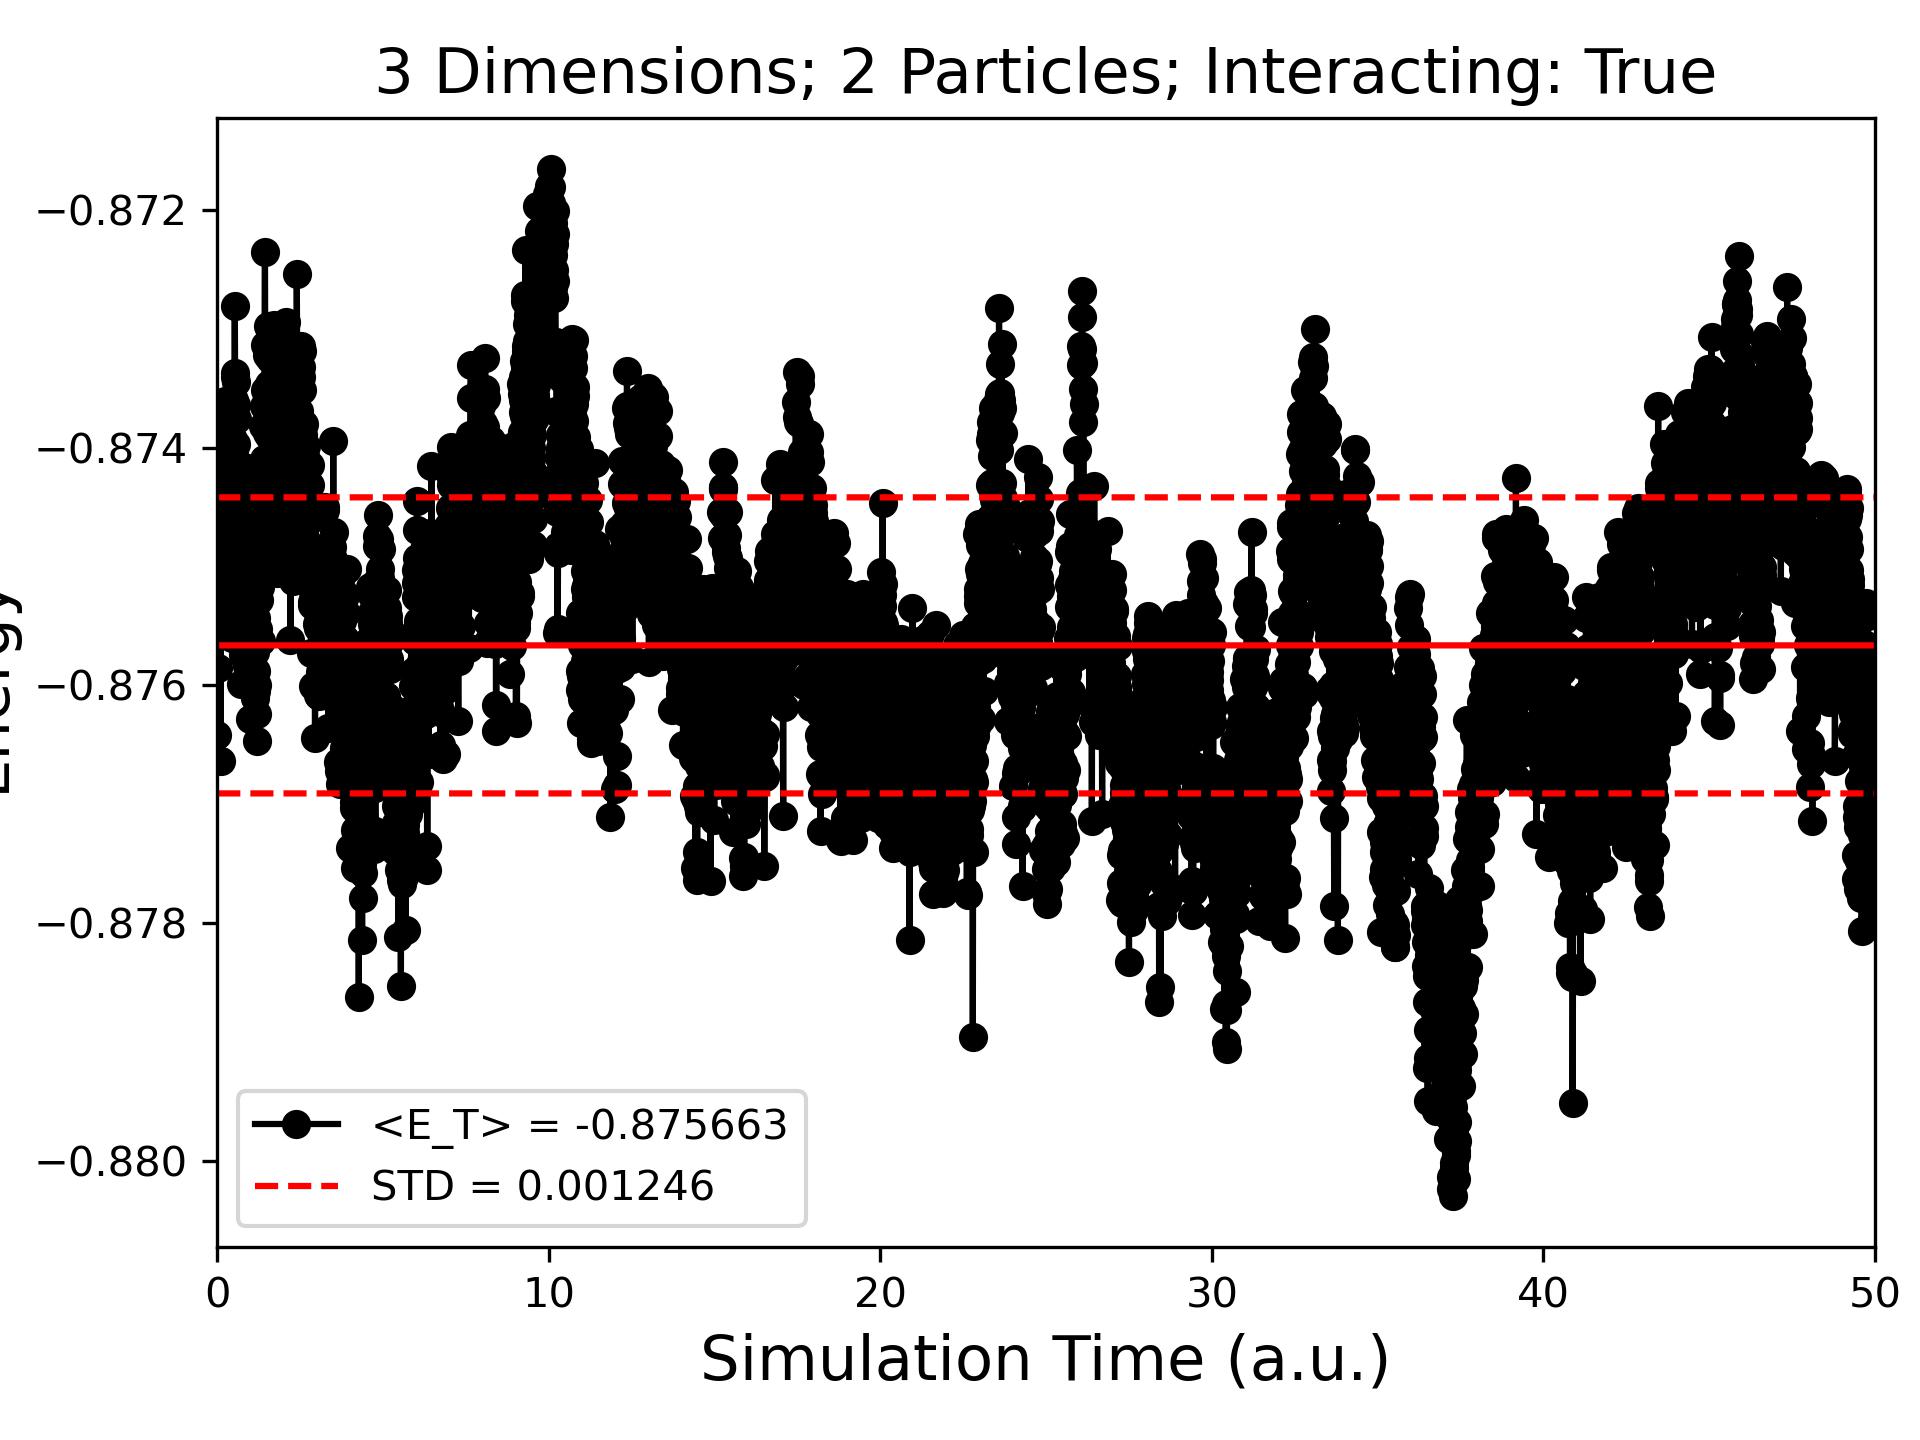 3 Dimensions; 2 Particles; Interacting: True
−0.872
−0.874
−0.876
−0.878
−0.880
Energy
<E_T> = -0.875663
STD = 0.001246
0 10 20 30 40 50
Simulation Time (a.u.)